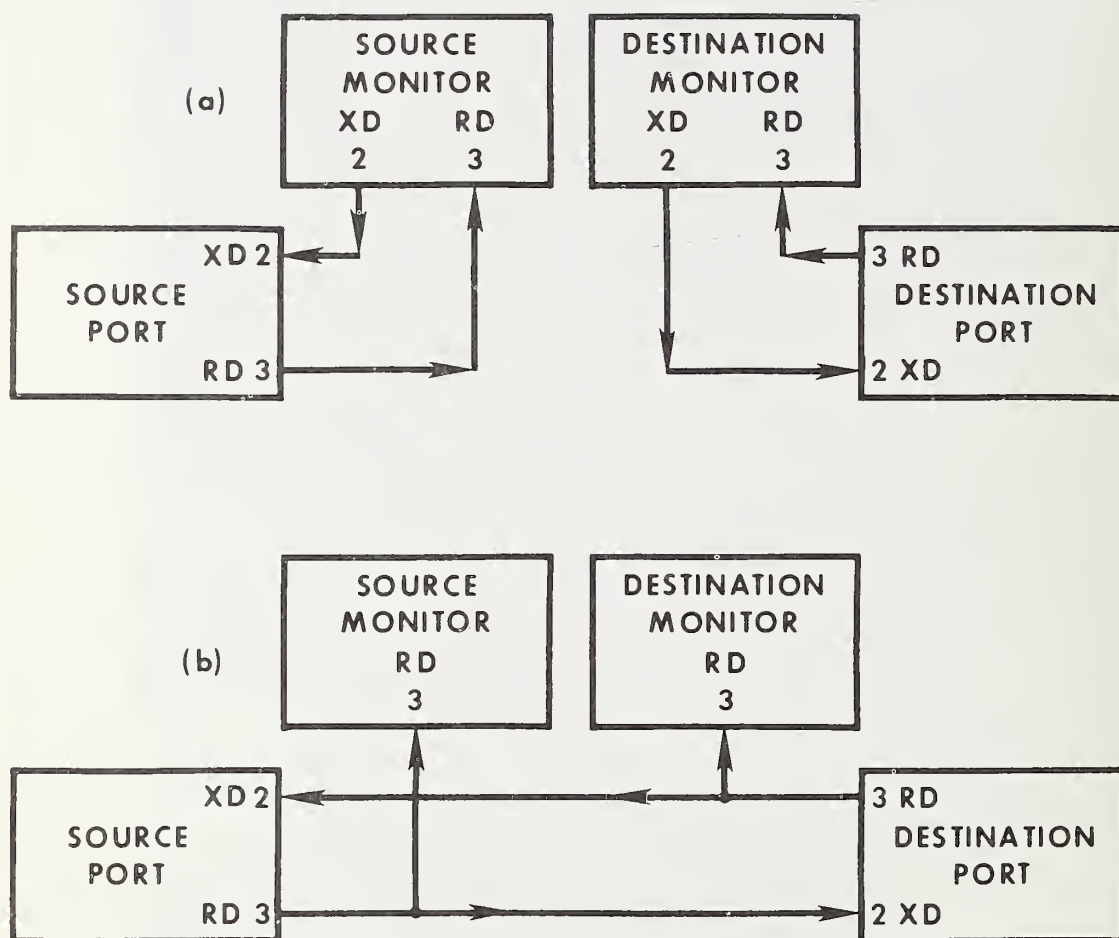 (a)
SOURCE
MONITOR
XD RD
2 3
DESTINATION
MONITOR
XD RD
2 3
XD 2
SOURCE
PORT
RD 3
3 RD
DESTINATION
PORT
2 XD
(b)
SOURCE
MONITOR
RD
3
DESTINATION
MONITOR
RD
3
XD 2
SOURCE
PORT
RD 3
3 RD
DESTINATION
PORT
2 XD